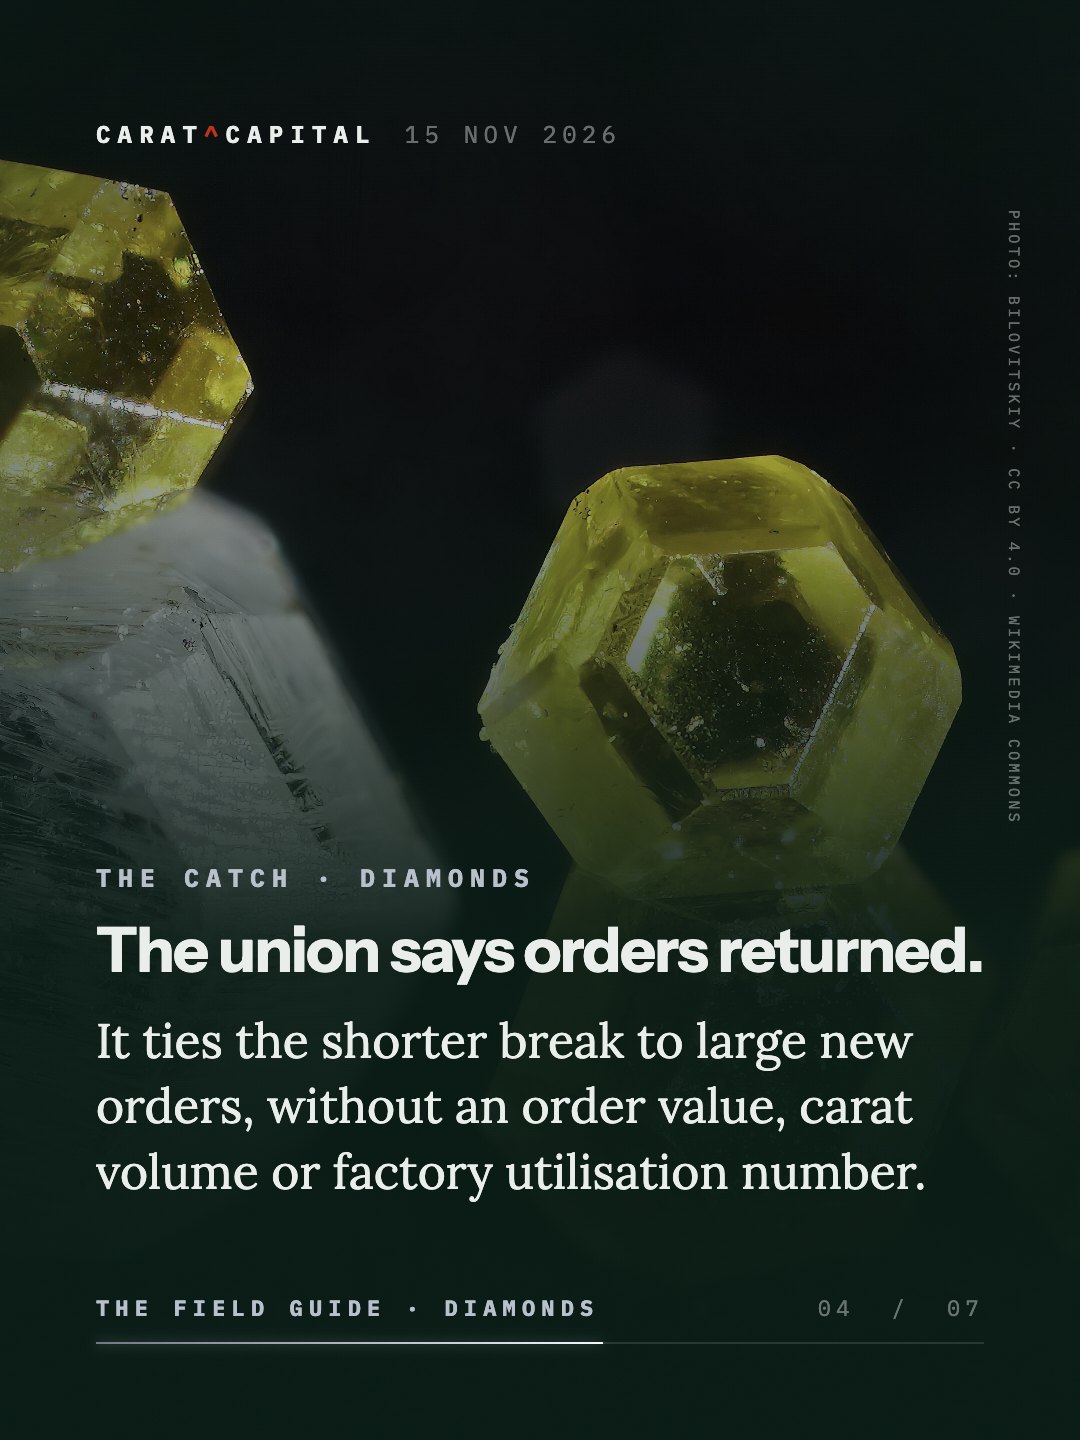 CARAT^CAPITAL 15 NOV 2026
PHOTO: BILOVITSKIY · CC BY 4.0 · WIKIMEDIA COMMONS
THE CATCH · DIAMONDS
The union says orders returned.
It ties the shorter break to large new
orders, without an order value, carat
volume or factory utilisation number.
THE FIELD GUIDE · DIAMONDS 04 / 07